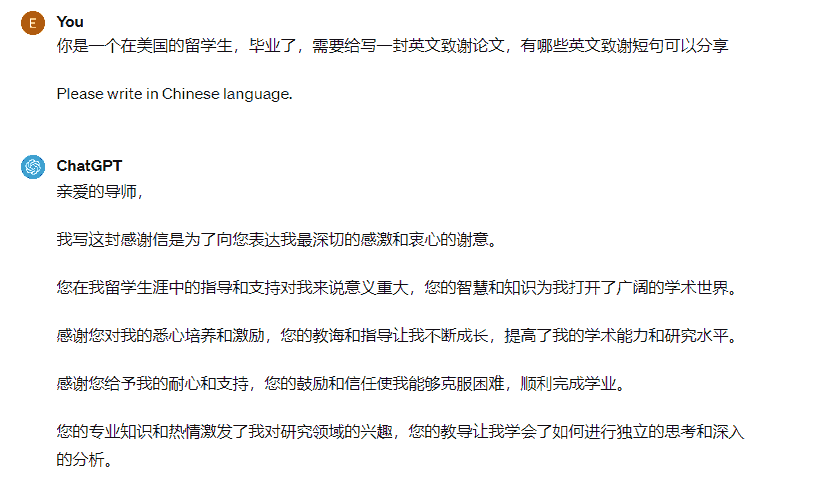 E
You
你是一个在美国的留学生，毕业了，需要给写一封英文致谢论文，有哪些英文致谢短句可以分享
Please write in Chinese language.
ChatGPT
亲爱的导师，
我写这封感谢信是为了向您表达我最深切的感激和衷心的谢意。
您在我留学生涯中的指导和支持对我来说意义重大，您的智慧和知识为我打开了广阔的学术世界。
感谢您对我的悉心培养和激励，您的教诲和指导让我不断成长，提高了我的学术能力和研究水平。
感谢您给予我的耐心和支持，您的鼓励和信任使我能够克服困难，顺利完成学业。
您的专业知识和热情激发了我对研究领域的兴趣，您的教导让我学会了如何进行独立的思考和深入
的分析。